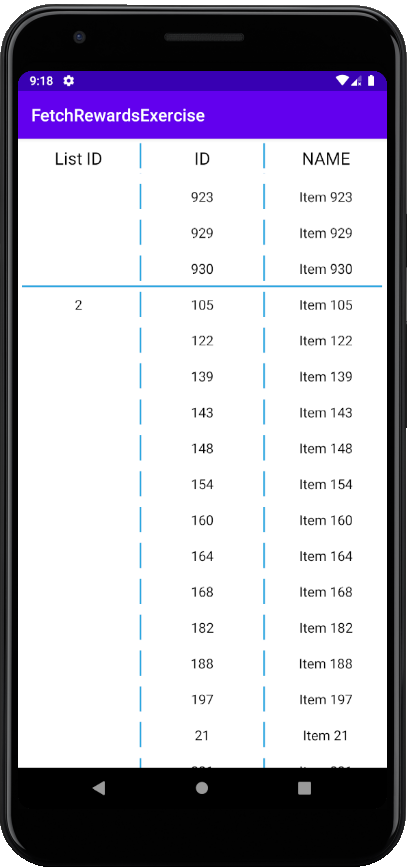 9:18
FetchRewardsExercise
List ID ID NAME
923 Item 923
929 Item 929
930 Item 930
2 105 Item 105
122 Item 122
139 Item 139
143 Item 143
148 Item 148
154 Item 154
160 Item 160
164 Item 164
168 Item 168
182 Item 182
188 Item 188
197 Item 197
21 Item 21